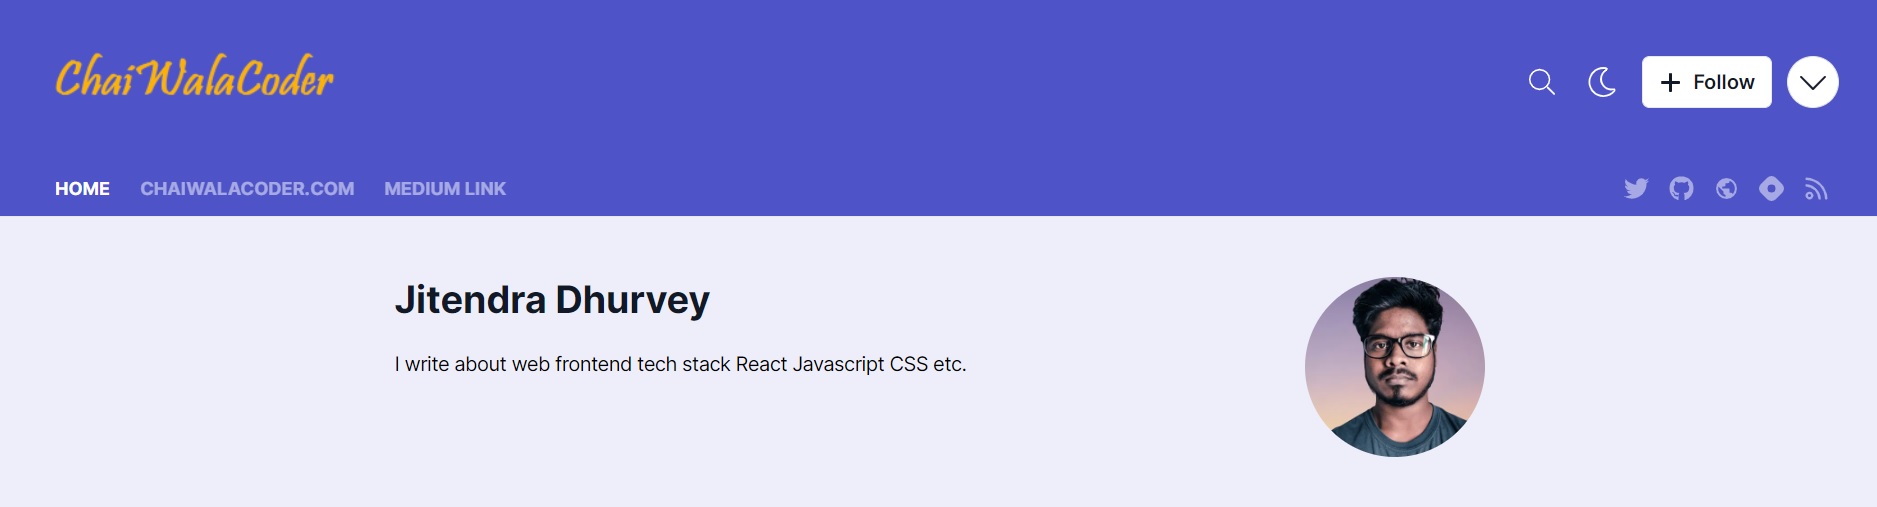 ChaiWalaCoder
Follow
HOME CHAIWALACODER.COM MEDIUM LINK
Jitendra Dhurvey
I write about web frontend tech stack React Javascript CSS etc.